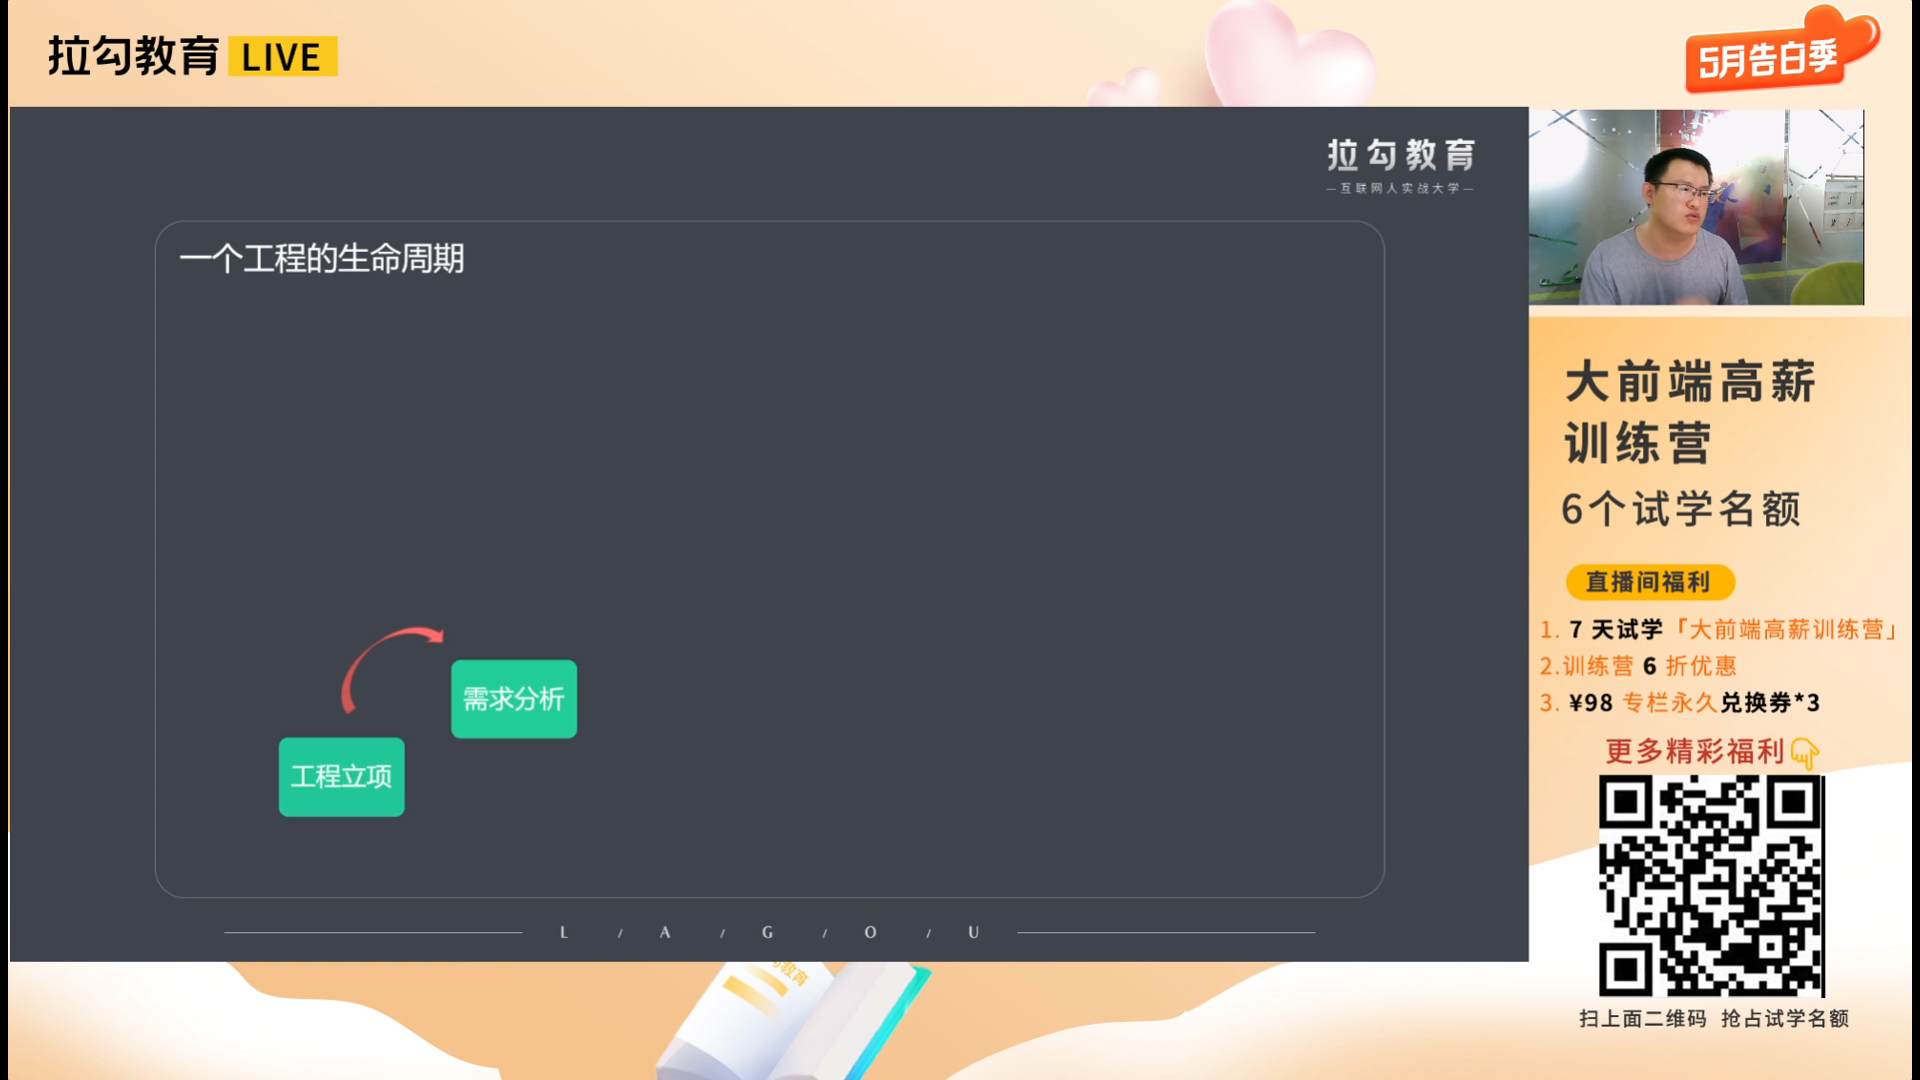 拉勾教育 LIVE
5月告白季
拉勾教育
—互联网人实战大学—
一个工程的生命周期
需求分析
工程立项
L / A / G / O / U
大前端高薪
训练营
6个试学名额
直播间福利
1. 7 天试学「大前端高薪训练营」
2.训练营 6 折优惠
3. ¥98 专栏永久兑换券*3
更多精彩福利
扫上面二维码 抢占试学名额